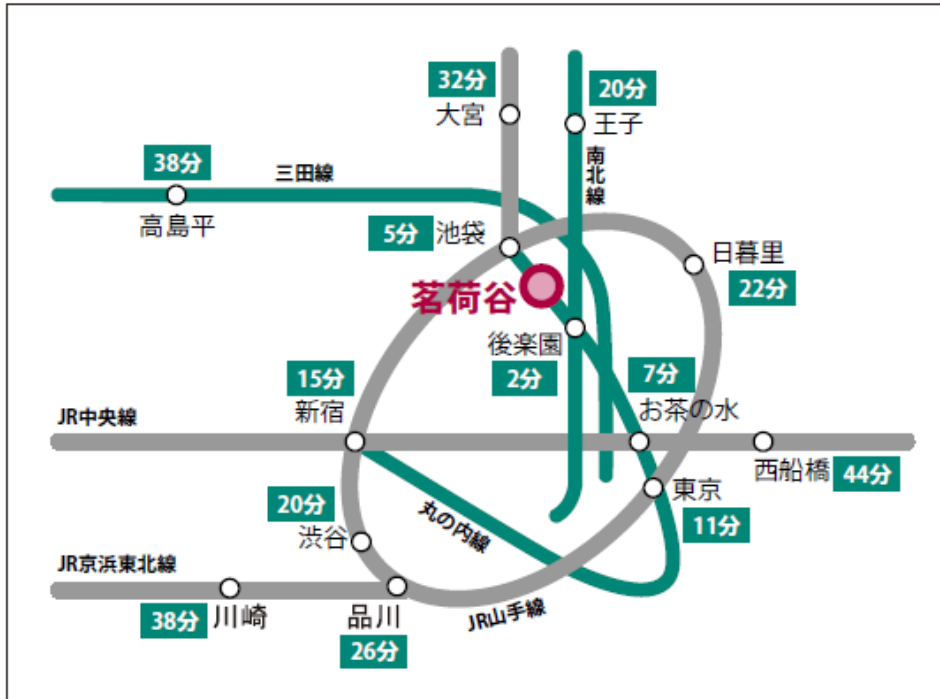 32分
大宮
20分
王子
南北線
38分
三田線
高島平
5分
池袋
日暮里
22分
茗荷谷
後楽園
2分
15分
新宿
7分
お茶の水
JR中央線
西船橋
44分
20分
渋谷
丸の内線
東京
11分
JR京浜東北線
38分
川崎
品川
26分
JR山手線